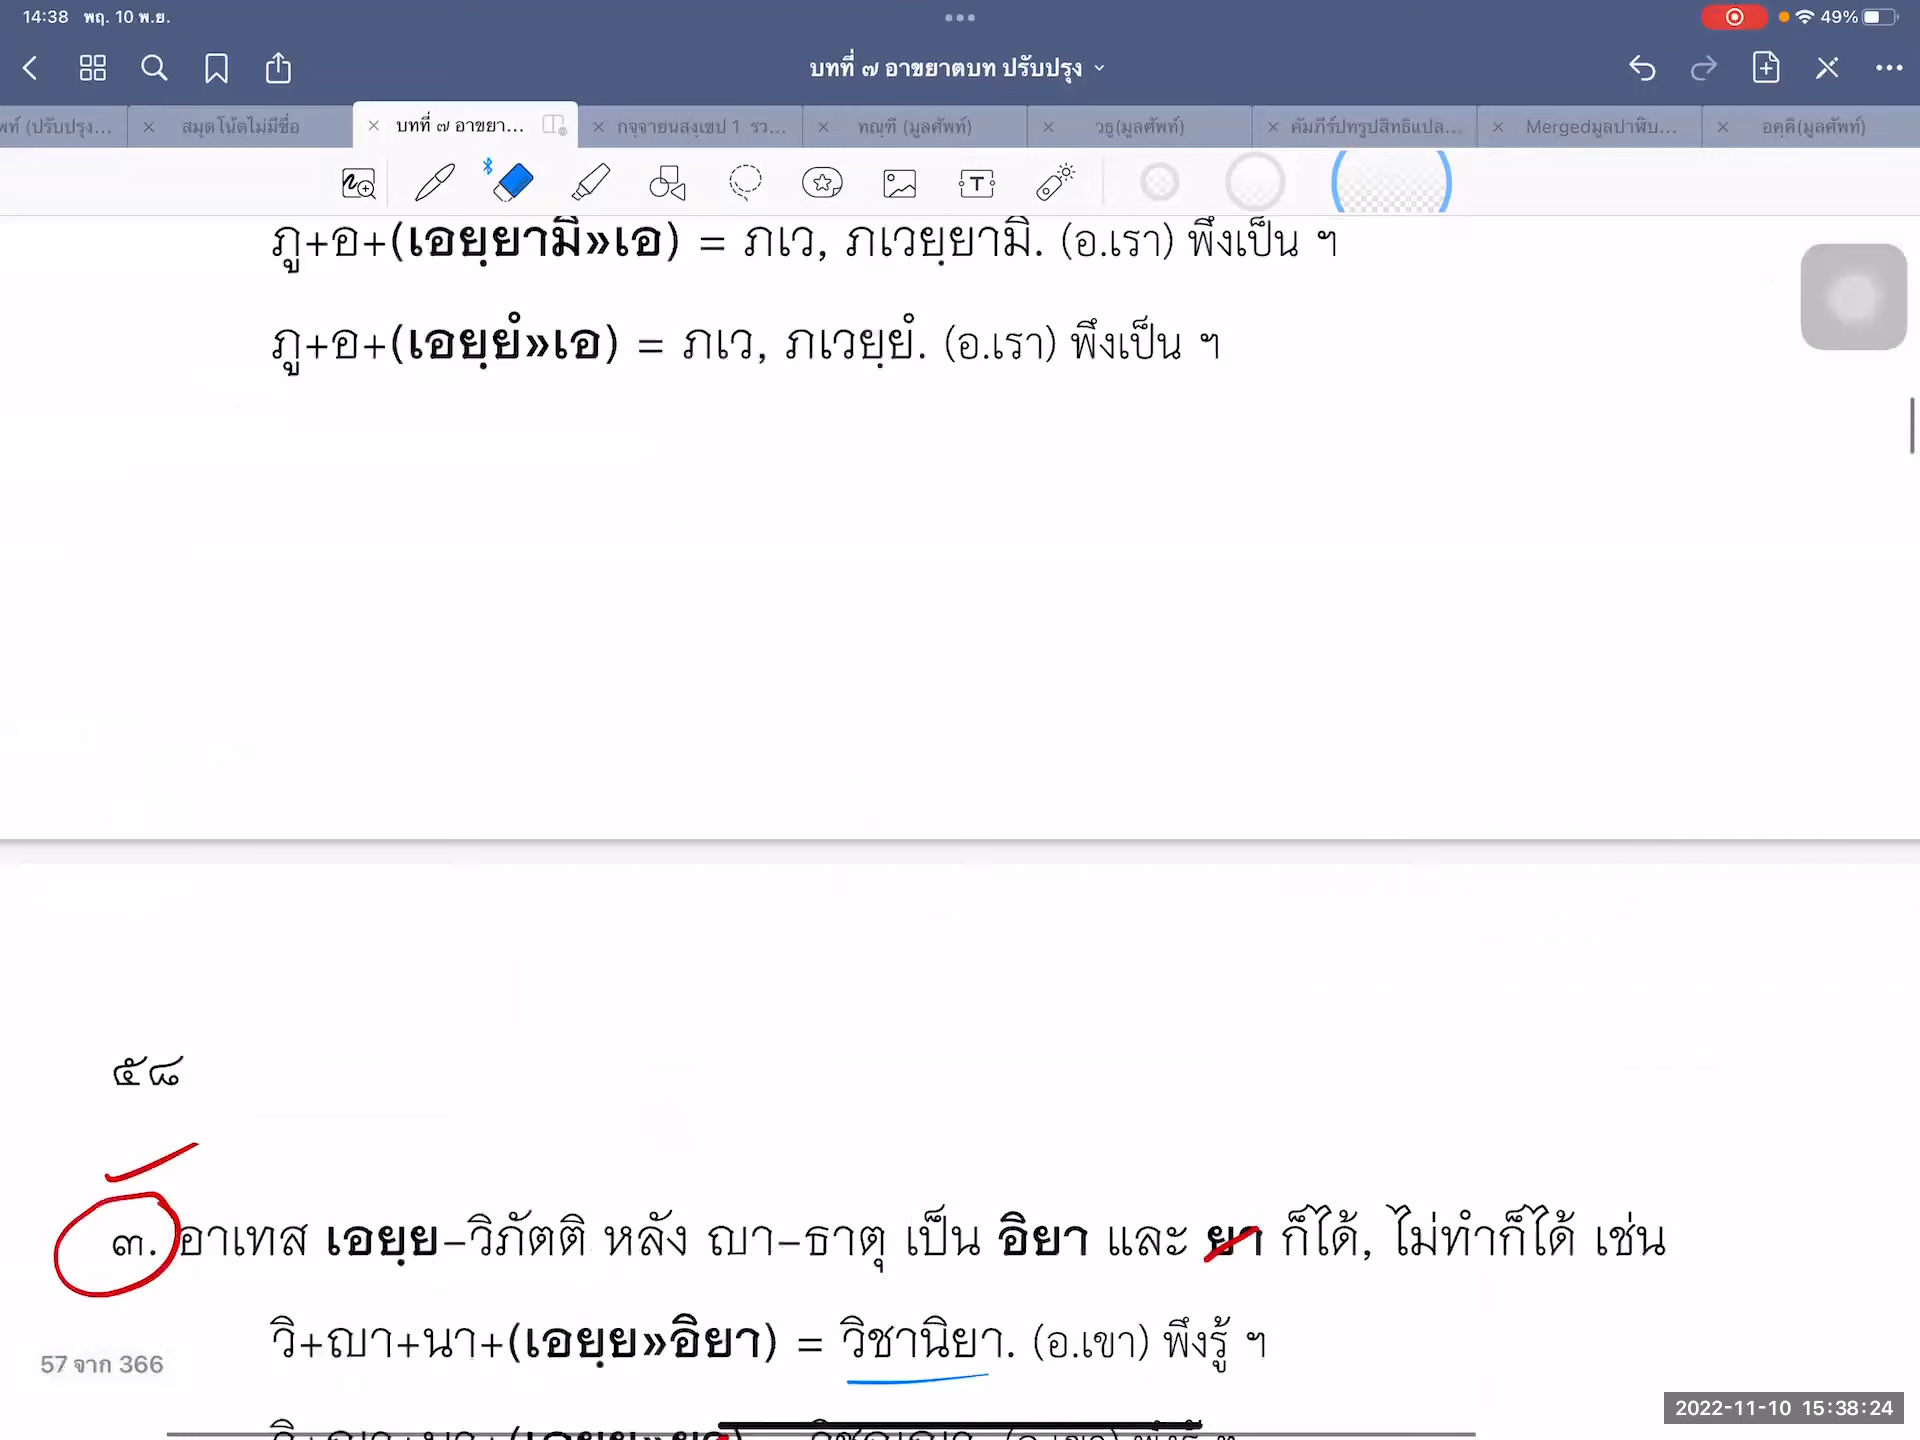 14:38 พฤ. 10 พ.ย.
49%
บทที่ ๗ อาขยาตบท ปรับปรุง
พท์ (ปรับปรุง... สมุดโน้ตไม่มีชื่อ บทที่ ๗ อาขยา... กจฺจายนสงฺเขป 1 รว... ทณฺฑี (มูลศัพท์) วธู(มูลศัพท์) คัมภีร์ปทรูปสิทธิแปล... Mergedมูลปาฬิบ... อคฺคิ(มูลศัพท์)
ภู+อ+(เอยฺยามิ»เอ) = ภเว, ภเวยฺยามิ. (อ.เรา) พึงเป็น ฯ
ภู+อ+(เอยฺยํ»เอ) = ภเว, ภเวยฺยํ. (อ.เรา) พึงเป็น ฯ
๕๘
๓. อาเทส เอยฺย–วิภัตติ หลัง ญา–ธาตุ เป็น อิยา และ ยา ก็ได้, ไม่ทำก็ได้ เช่น
วิ+ญา+นา+(เอยฺย»อิยา) = วิชานิยา. (อ.เขา) พึงรู้ ฯ
57 จาก 366
2022-11-10 15:38:24